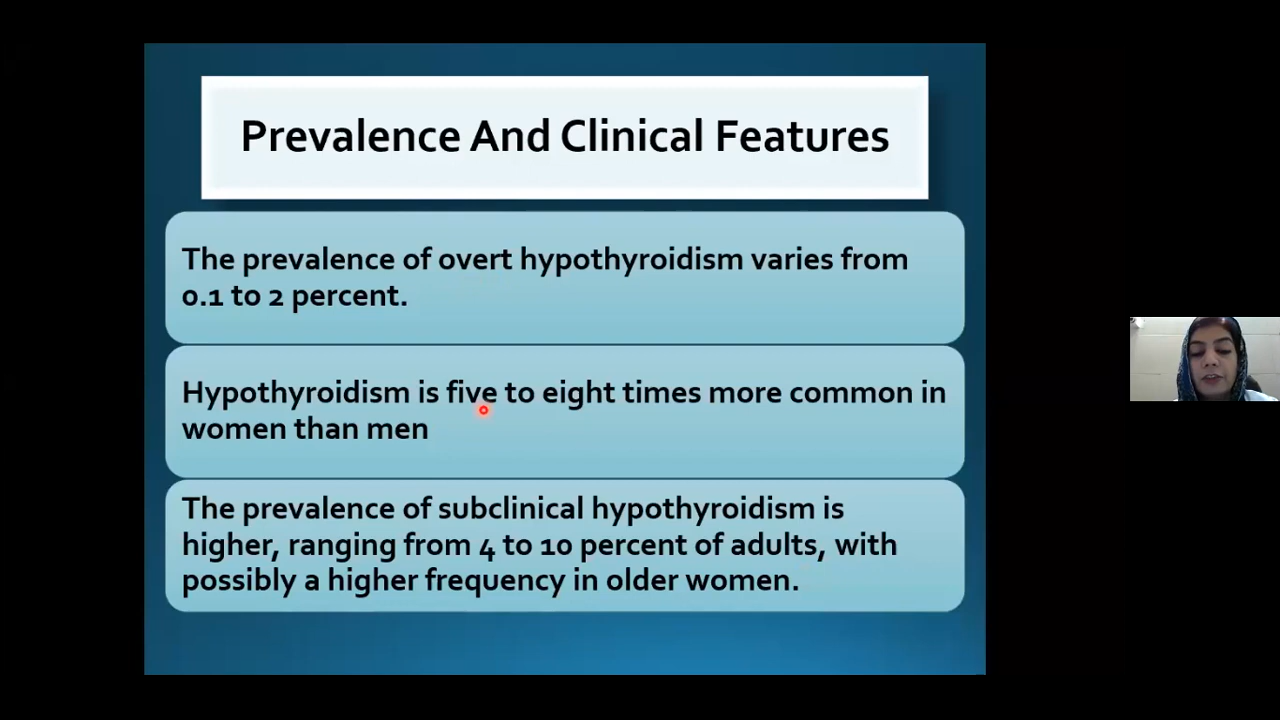 Prevalence And Clinical Features
The prevalence of overt hypothyroidism varies from
0.1 to 2 percent.
Hypothyroidism is five to eight times more common in
women than men
The prevalence of subclinical hypothyroidism is
higher, ranging from 4 to 10 percent of adults, with
possibly a higher frequency in older women.